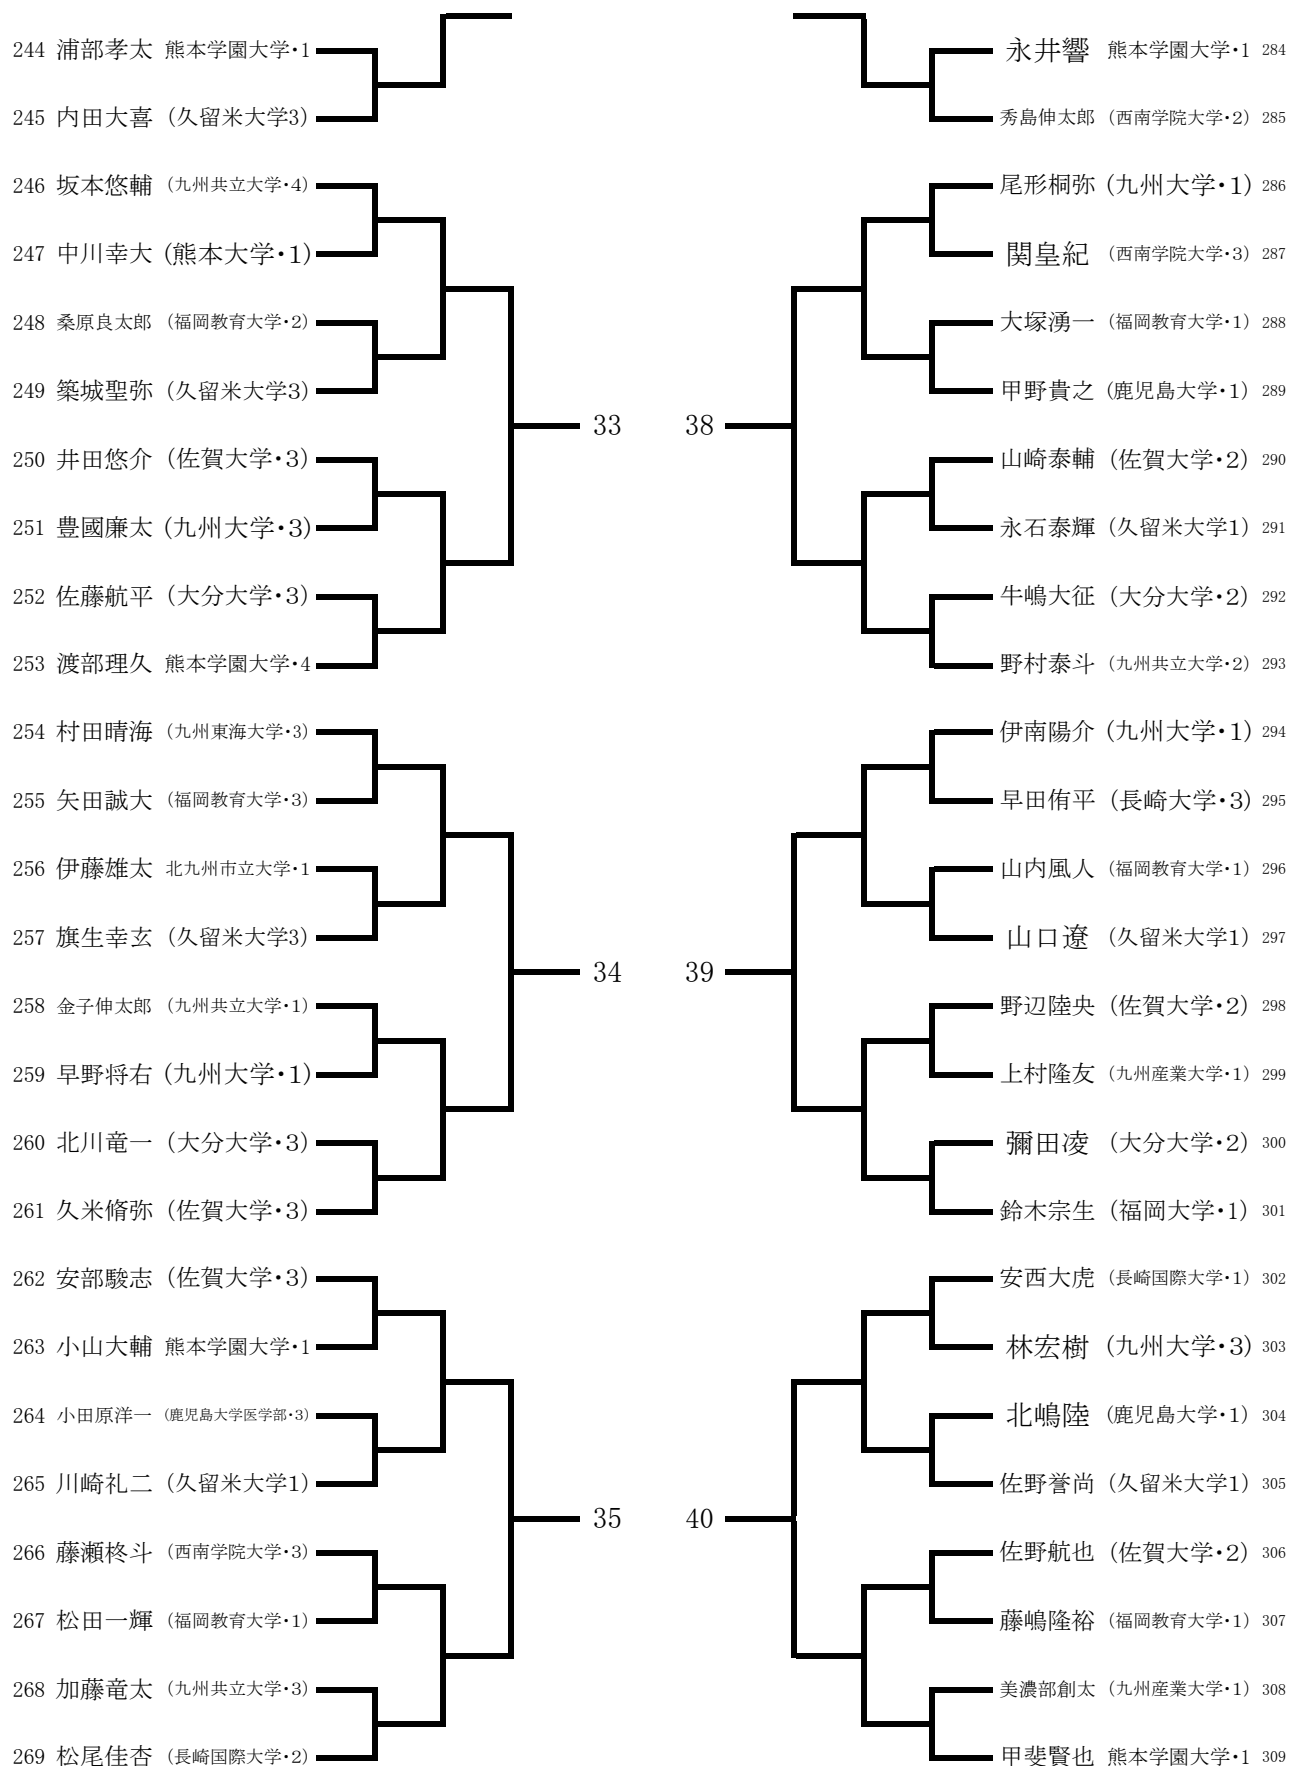 244 浦部孝太 熊本学園大学・1
245 内田大喜 (久留米大学3)
246 坂本悠輔 (九州共立大学・4)
247 中川幸大 (熊本大学・1)
248 桑原良太郎 (福岡教育大学・2)
249 築城聖弥 (久留米大学3)
33
250 井田悠介 (佐賀大学・3)
251 豊國廉太 (九州大学・3)
252 佐藤航平 (大分大学・3)
253 渡部理久 熊本学園大学・4
254 村田晴海 (九州東海大学・3)
255 矢田誠大 (福岡教育大学・3)
256 伊藤雄太 北九州市立大学・1
257 旗生幸玄 (久留米大学3)
34
258 金子伸太郎 (九州共立大学・1)
259 早野将右 (九州大学・1)
260 北川竜一 (大分大学・3)
261 久米脩弥 (佐賀大学・3)
262 安部駿志 (佐賀大学・3)
263 小山大輔 熊本学園大学・1
264 小田原洋一 (鹿児島大学医学部・3)
265 川崎礼二 (久留米大学1)
35
266 藤瀬柊斗 (西南学院大学・3)
267 松田一輝 (福岡教育大学・1)
268 加藤竜太 (九州共立大学・3)
269 松尾佳杏 (長崎国際大学・2)
永井響 熊本学園大学・1 284
秀島伸太郎 (西南学院大学・2) 285
尾形桐弥 (九州大学・1) 286
関皇紀 (西南学院大学・3) 287
大塚湧一 (福岡教育大学・1) 288
甲野貴之 (鹿児島大学・1) 289
38
山崎泰輔 (佐賀大学・2) 290
永石泰輝 (久留米大学1) 291
牛嶋大征 (大分大学・2) 292
野村泰斗 (九州共立大学・2) 293
伊南陽介 (九州大学・1) 294
早田侑平 (長崎大学・3) 295
山内風人 (福岡教育大学・1) 296
山口遼 (久留米大学1) 297
39
野辺陸央 (佐賀大学・2) 298
上村隆友 (九州産業大学・1) 299
彌田凌 (大分大学・2) 300
鈴木宗生 (福岡大学・1) 301
安西大虎 (長崎国際大学・1) 302
林宏樹 (九州大学・3) 303
北嶋陸 (鹿児島大学・1) 304
佐野誉尚 (久留米大学1) 305
40
佐野航也 (佐賀大学・2) 306
藤嶋隆裕 (福岡教育大学・1) 307
美濃部創太 (九州産業大学・1) 308
甲斐賢也 熊本学園大学・1 309